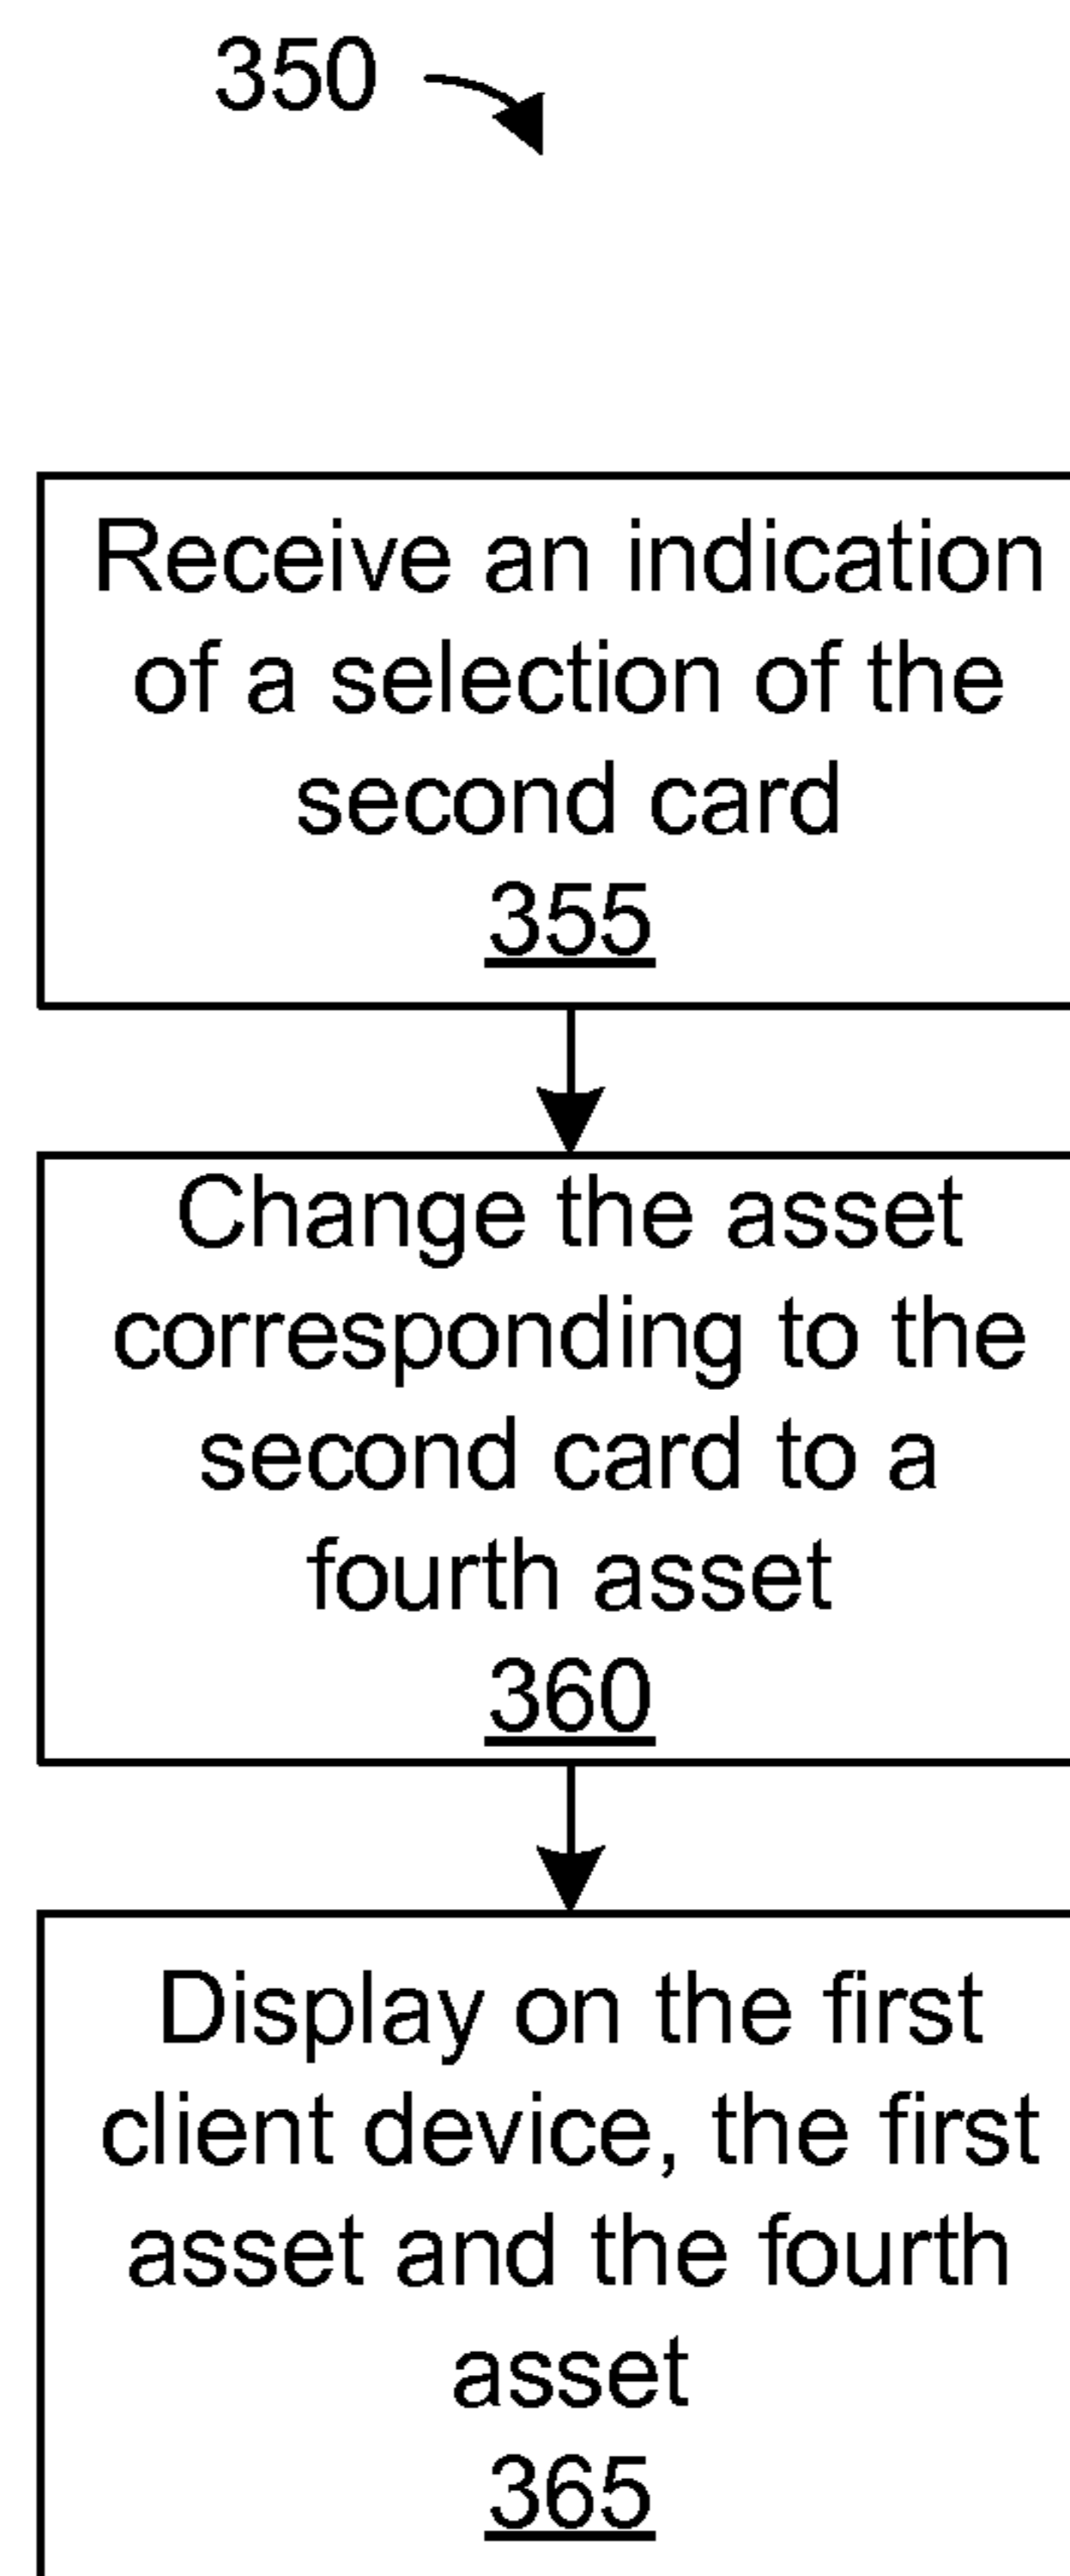 350
Receive an indication
of a selection of the
second card
355
Change the asset
corresponding to the
second card to a
fourth asset
360
Display on the first
client device, the first
asset and the fourth
asset
365